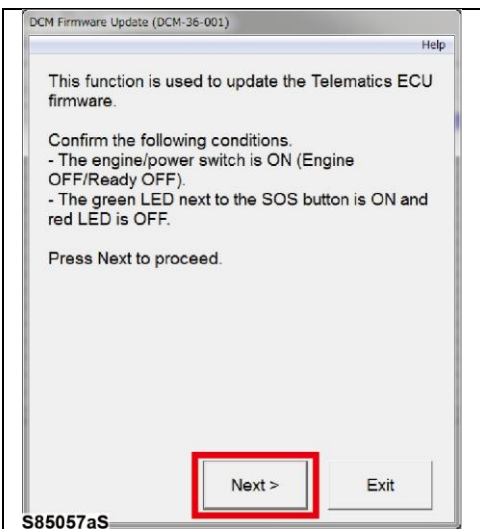 DCM Firmware Update (DCM-36-001)
Help
This function is used to update the Telematics ECU
firmware.
Confirm the following conditions.
- The engine/power switch is ON (Engine
OFF/Ready OFF).
- The green LED next to the SOS button is ON and
red LED is OFF.
Press Next to proceed.
Next >
Exit
S85057aS